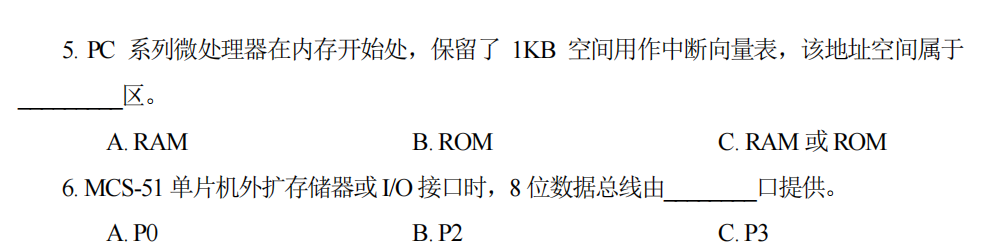 5. PC 系列微处理器在内存开始处，保留了 1KB 空间用作中断向量表，该地址空间属于
_________区。
A. RAM B. ROM C. RAM 或 ROM
6. MCS-51 单片机外扩存储器或 I/O 接口时，8 位数据总线由________口提供。
A. P0 B. P2 C. P3